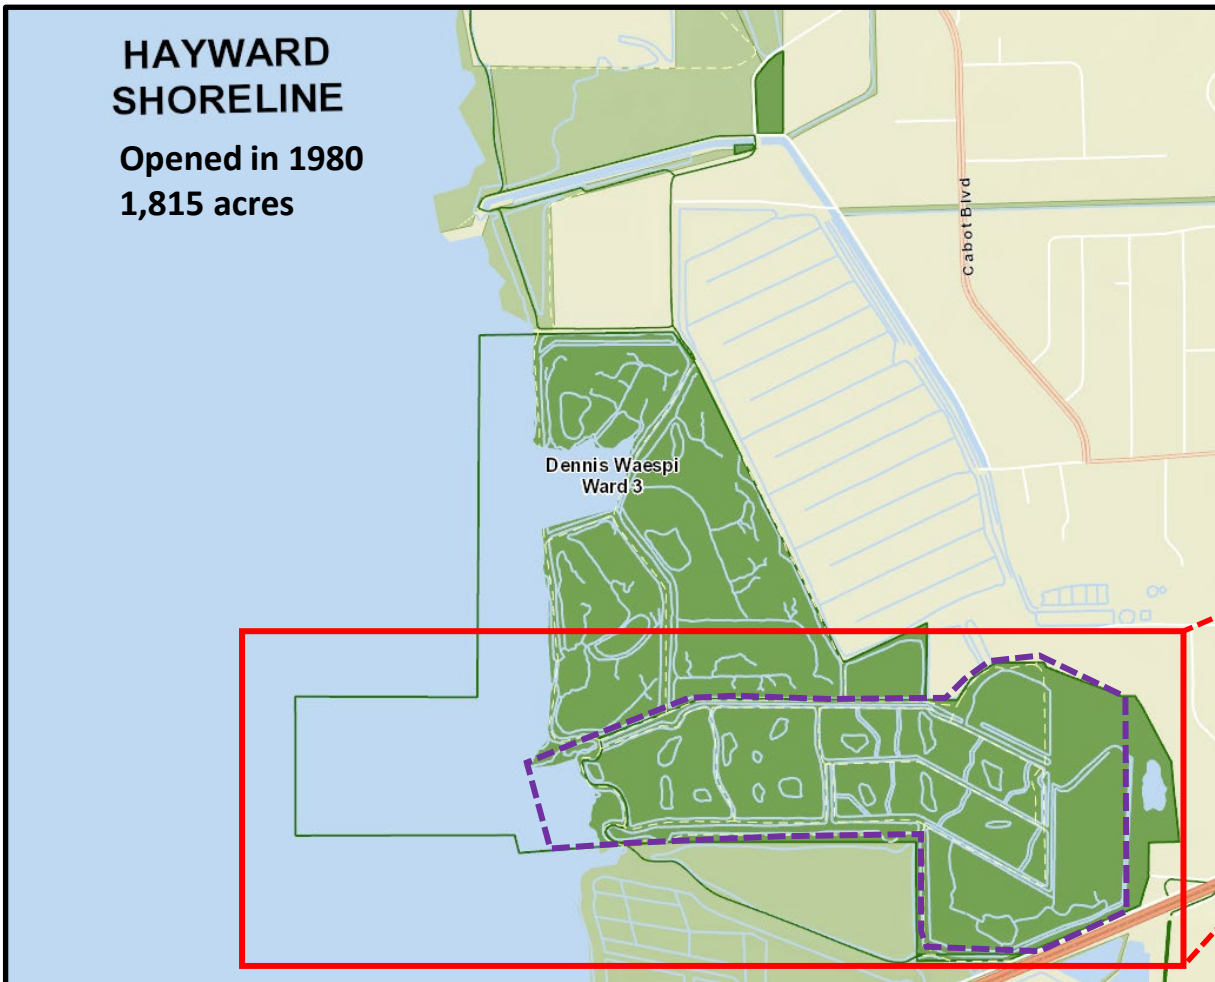 HAYWARD
SHORELINE
Opened in 1980
1,815 acres
Cabot Blvd
Dennis Waespi
Ward 3